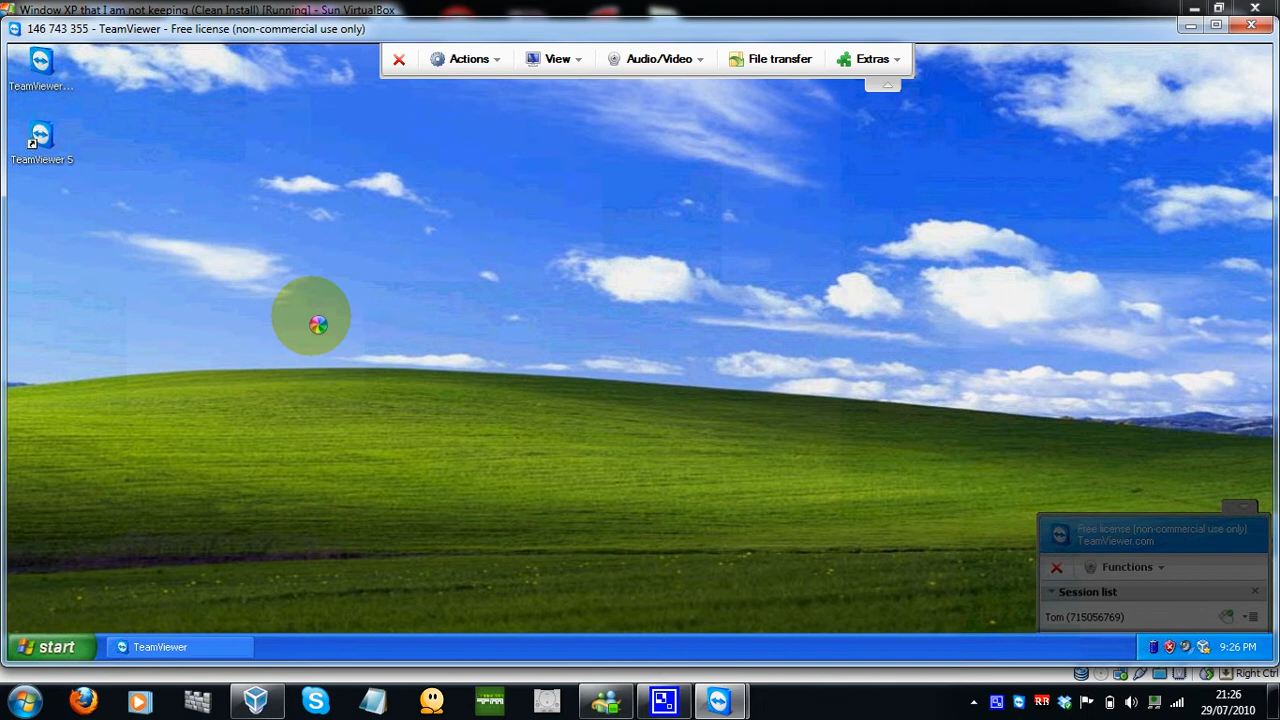 Window XP that I am not keeping (Clean Install) [Running] - Sun VirtualBox
146 743 355 - TeamViewer - Free license (non-commercial use only)
Actions View Audio/Video File transfer Extras
TeamViewer...
TeamViewer 5
Free license (non-commercial use only)
TeamViewer.com
Functions
Session list
Tom (715056769)
start TeamViewer 9:26 PM
Right Ctrl
21:26
29/07/2010